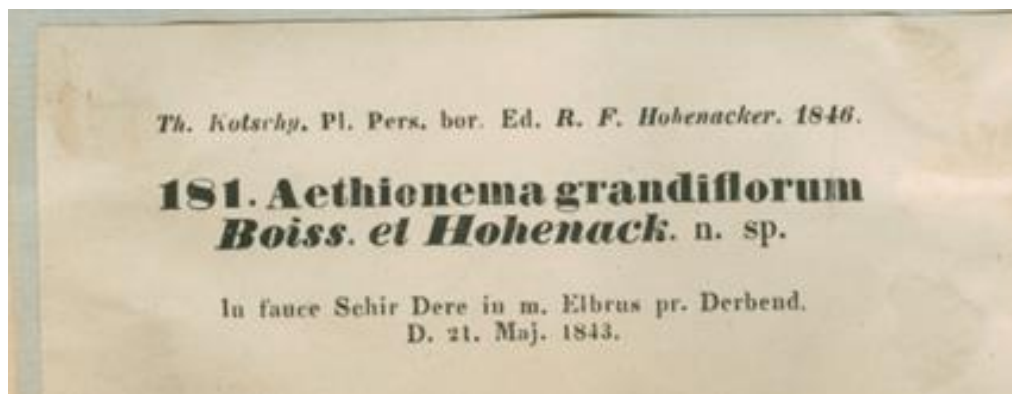 Th. Kotschy. Pl. Pers. bor. Ed. R. F. Hohenacker. 1846.
181. Aethionema grandiflorum
Boiss. et Hohenack. n. sp.
In fauce Schir Dere in m. Elbrus pr. Derbend.
D. 21. Maj. 1843.